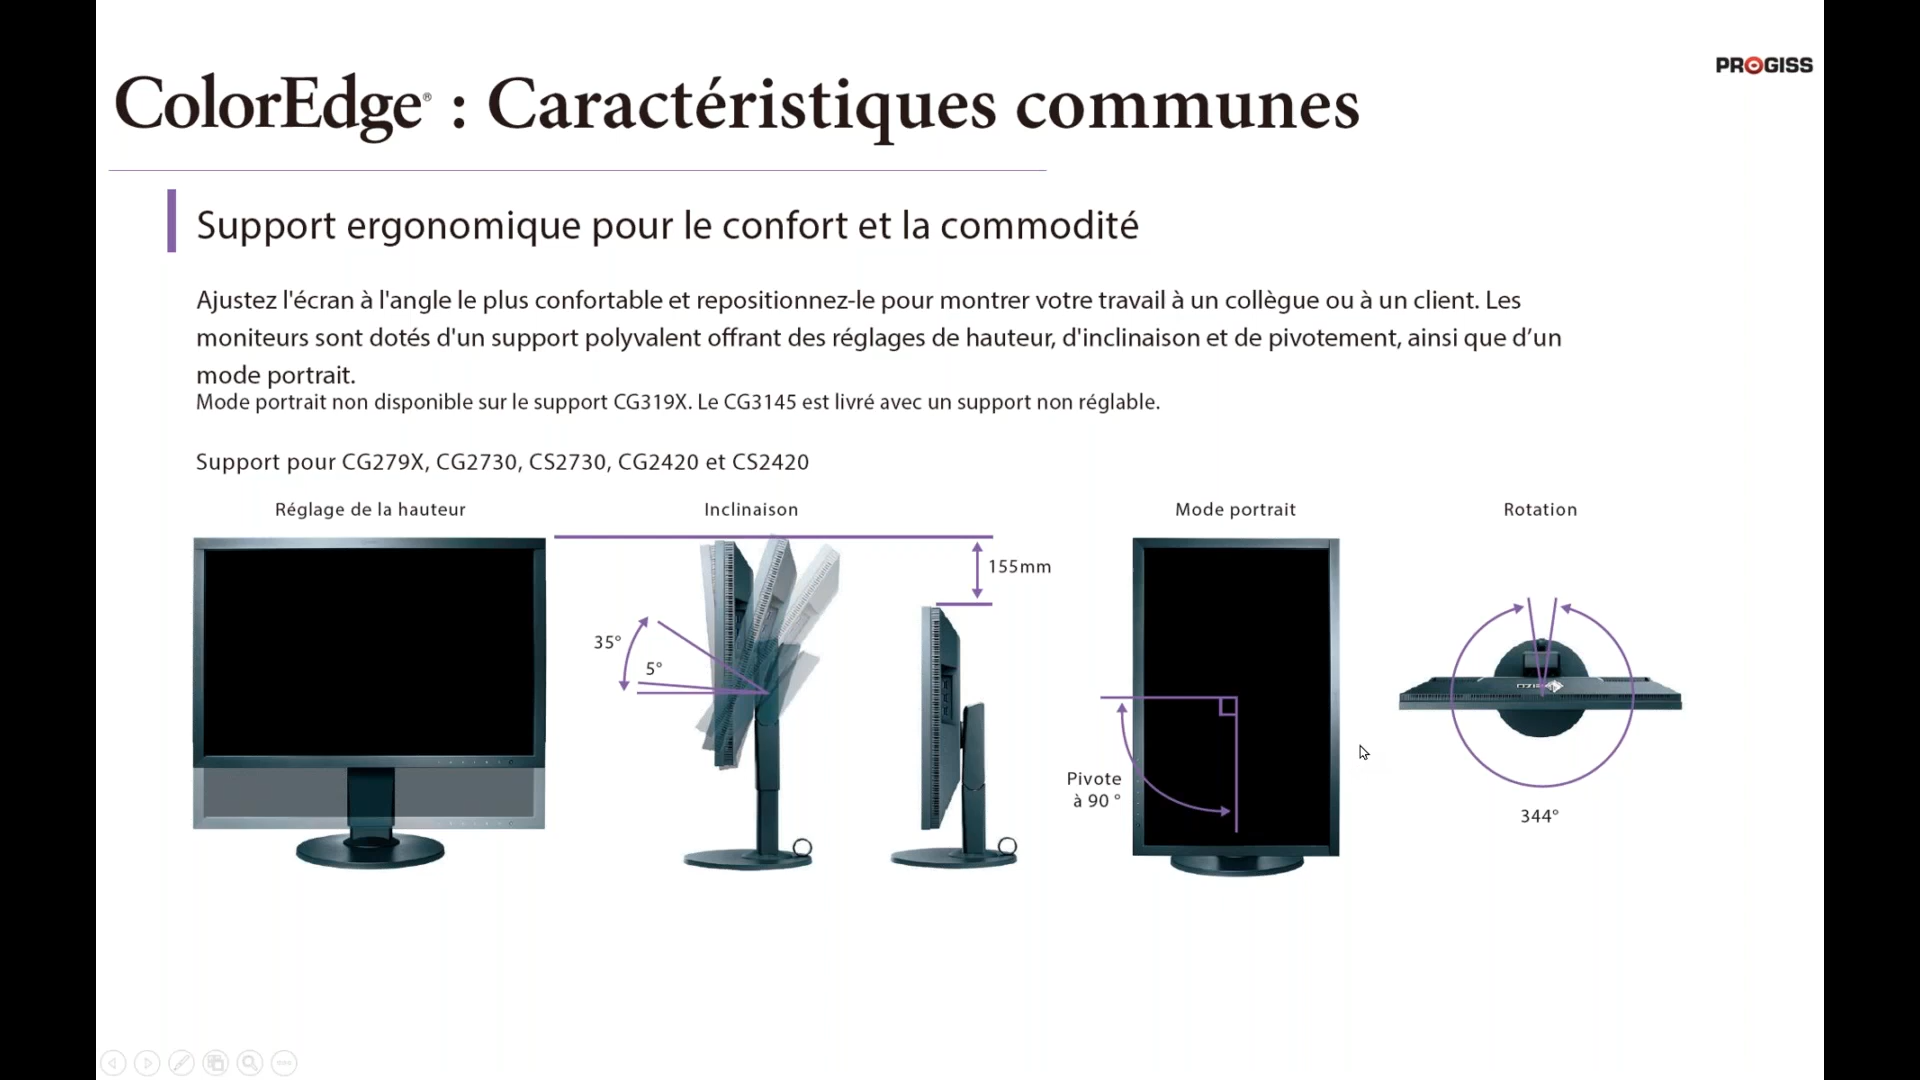 PROGISS
ColorEdge® : Caractéristiques communes
Support ergonomique pour le confort et la commodité
Ajustez l'écran à l'angle le plus confortable et repositionnez-le pour montrer votre travail à un collègue ou à un client. Les
moniteurs sont dotés d'un support polyvalent offrant des réglages de hauteur, d'inclinaison et de pivotement, ainsi que d’un
mode portrait.
Mode portrait non disponible sur le support CG319X. Le CG3145 est livré avec un support non réglable.
Support pour CG279X, CG2730, CS2730, CG2420 et CS2420
Réglage de la hauteur
Inclinaison
35°
5°
155mm
Mode portrait
Pivote
à 90 °
Rotation
EIZO
344°